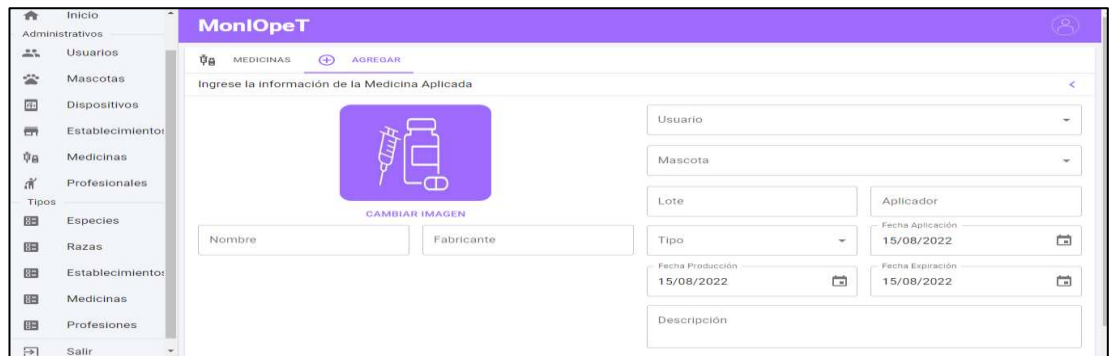 Inicio
Administrativos
Usuarios
Mascotas
Dispositivos
Establecimientos
Medicinas
Profesionales
Tipos
Especies
Razas
Establecimientos
Medicinas
Profesiones
Salir
MonIOpeT
MEDICINAS AGREGAR
Ingrese la información de la Medicina Aplicada
CAMBIAR IMAGEN
Nombre Fabricante
Usuario
Mascota
Lote Aplicador
Tipo Fecha Aplicación 15/08/2022
Fecha Producción Fecha Expiración
15/08/2022 15/08/2022
Descripción